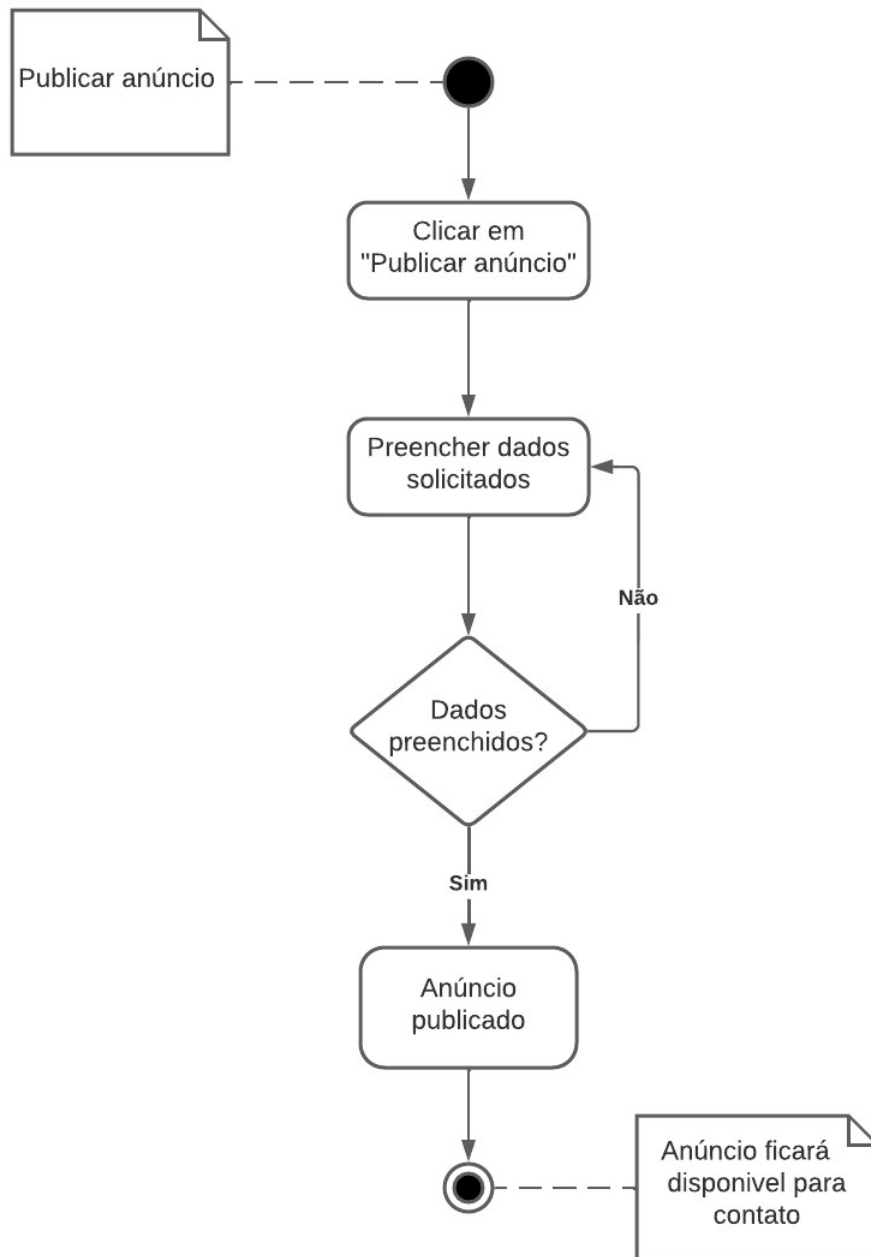 Publicar anúncio
Clicar em
"Publicar anúncio"
Preencher dados
solicitados
Não
Dados
preenchidos?
Sim
Anúncio
publicado
Anúncio ficará
disponivel para
contato